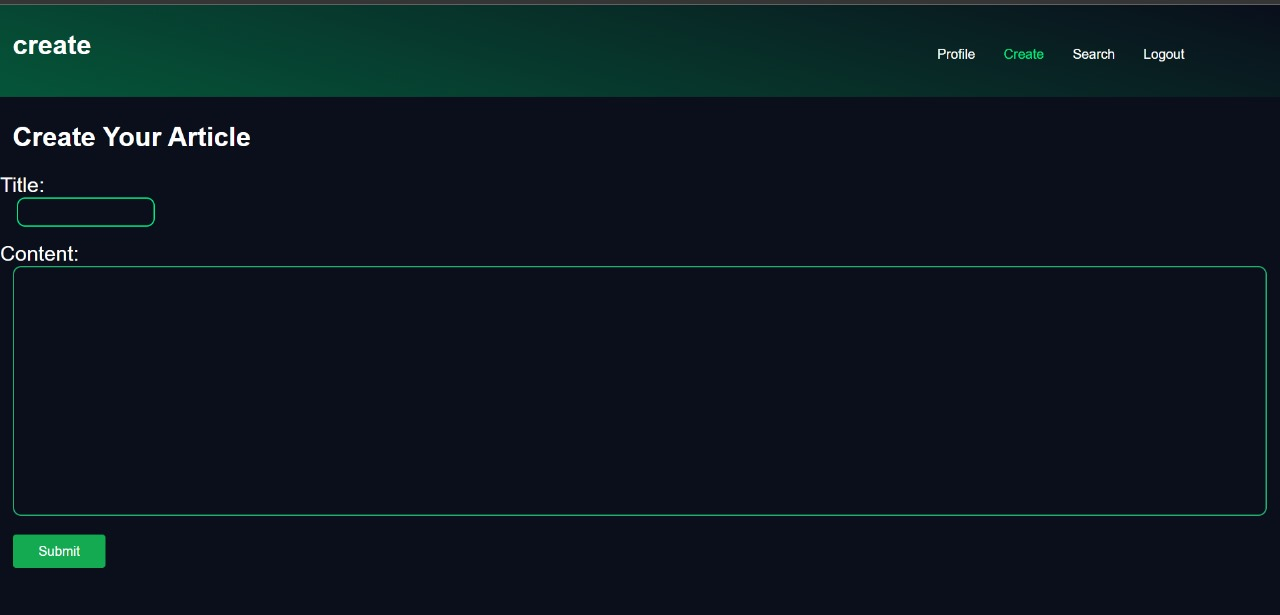 create
Profile Create Search Logout
Create Your Article
Title:
Content:
Submit